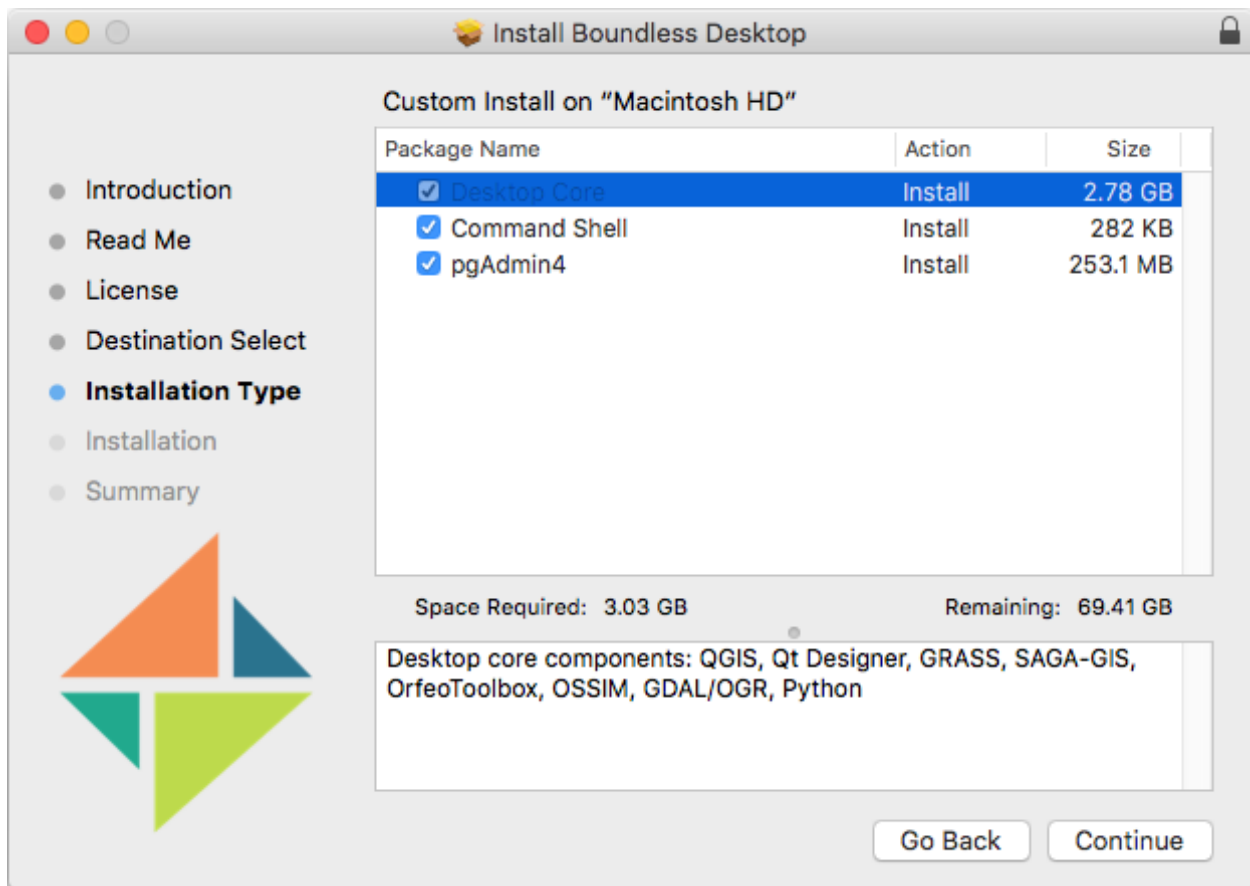 Install Boundless Desktop
Custom Install on “Macintosh HD”
Package Name Action Size
Desktop Core Install 2.78 GB
Command Shell Install 282 KB
pgAdmin4 Install 253.1 MB
Introduction
Read Me
License
Destination Select
Installation Type
Installation
Summary
Space Required: 3.03 GB Remaining: 69.41 GB
Desktop core components: QGIS, Qt Designer, GRASS, SAGA-GIS,
OrfeoToolbox, OSSIM, GDAL/OGR, Python
Go Back Continue